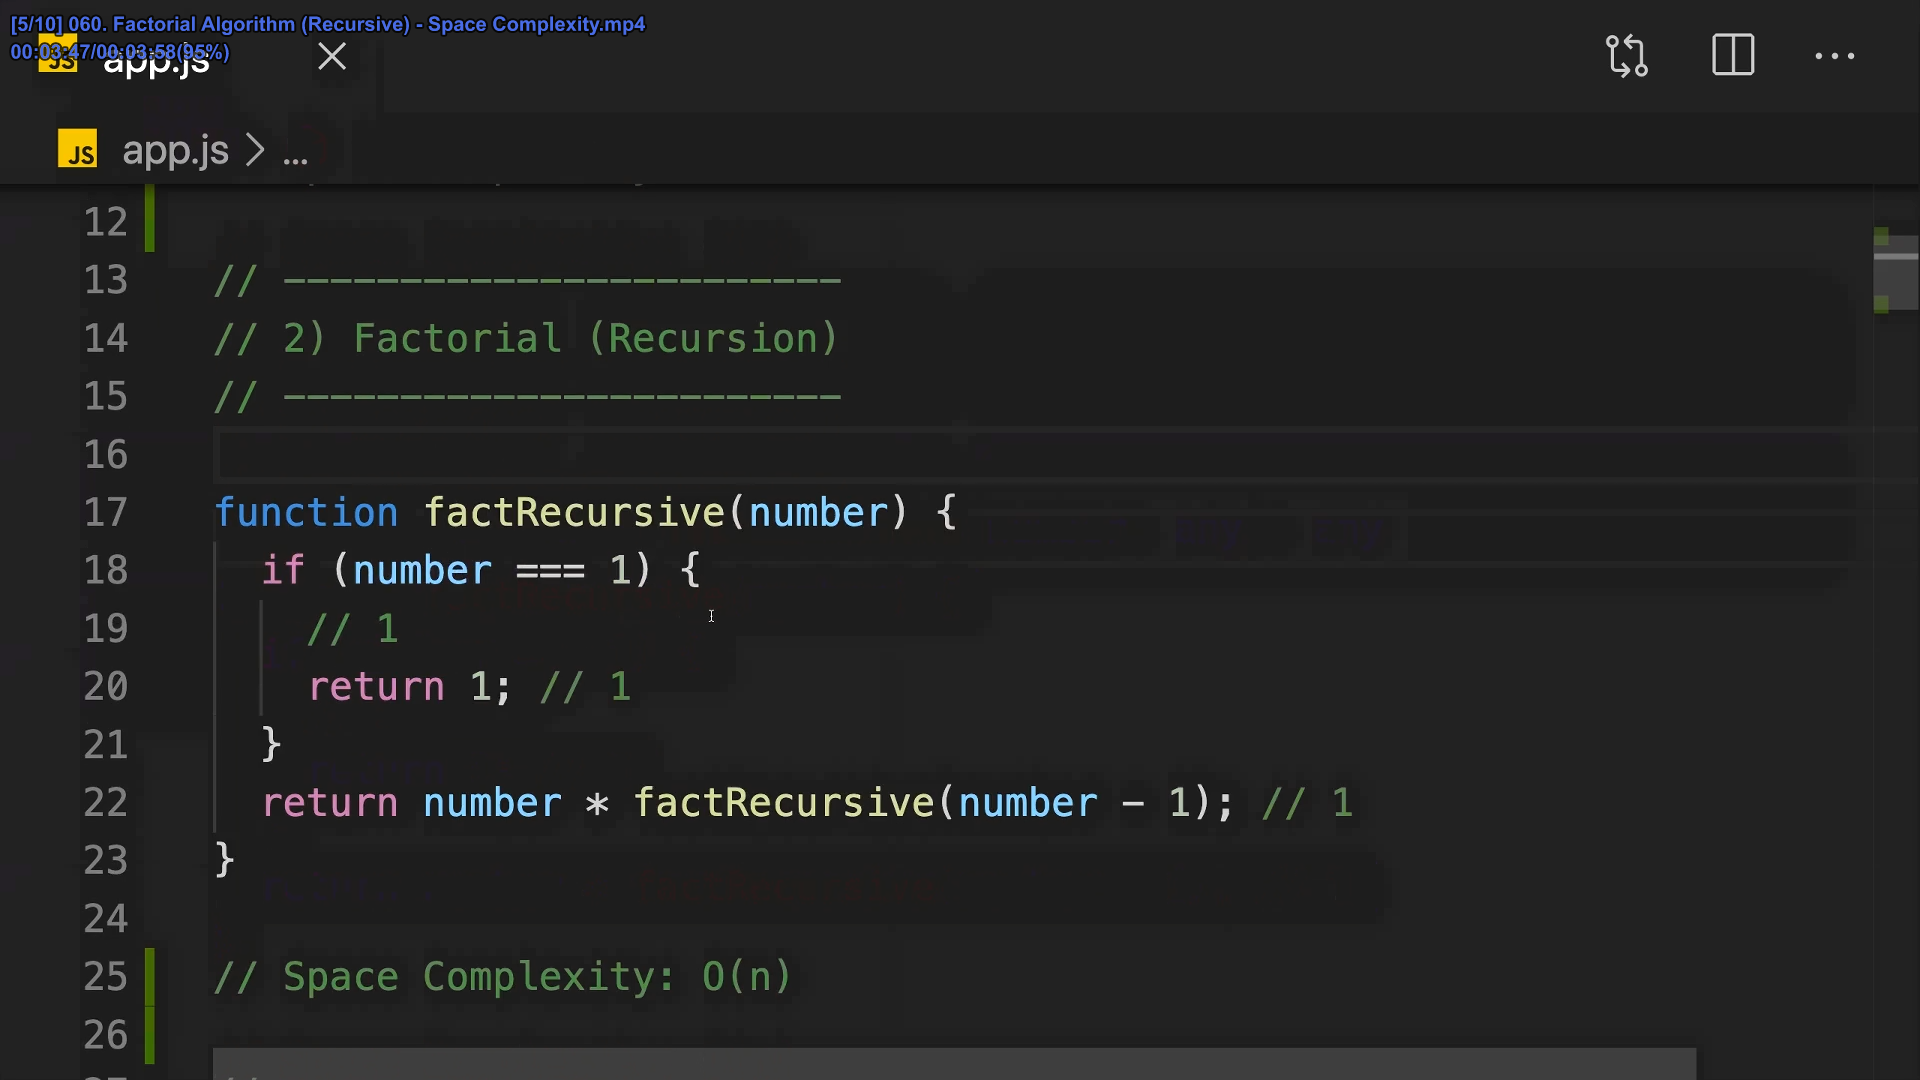 [5/10] 060. Factorial Algorithm (Recursive) - Space Complexity.mp4
00:03:47/00:03:58(95%)
JS app.js
JS app.js > ...
12
13 // ------------------------
14 // 2) Factorial (Recursion)
15 // ------------------------
16
17 function factRecursive(number) {
18 if (number === 1) {
19 // 1
20 return 1; // 1
21 }
22 return number * factRecursive(number - 1); // 1
23 }
24
25 // Space Complexity: O(n)
26